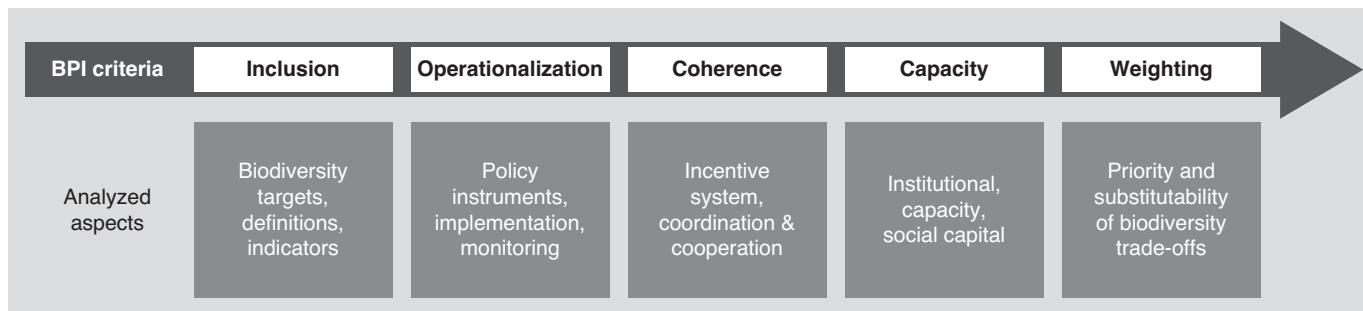 BPI criteria
Inclusion
Operationalization
Coherence
Capacity
Weighting
Analyzed
aspects
Biodiversity
targets,
definitions,
indicators
Policy
instruments,
implementation,
monitoring
Incentive
system,
coordination &
cooperation
Institutional,
capacity,
social capital
Priority and
substitutability
of biodiversity
trade-offs